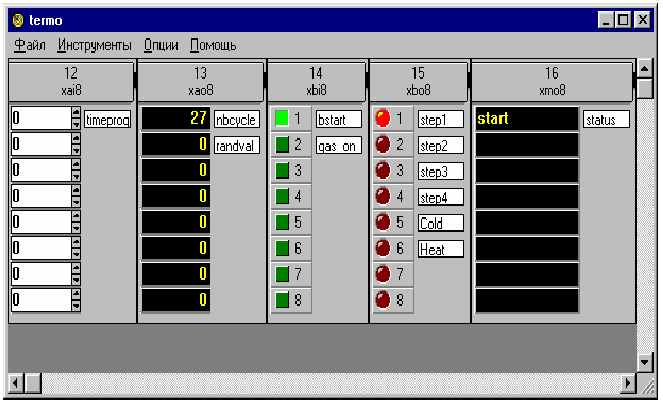 termo
Файл Инструменты Опции Помощь
12 13 14 15 16
xai8 xao8 xbi8 xbo8 xmo8
0 timeprog 27 nbcycle 1 bstart 1 step1 start status
0 0 randval 2 gas_on 2 step2
0 0 3 3 step3
0 0 4 4 step4
0 0 5 5 Cold
0 0 6 6 Heat
0 0 7 7
0 0 8 8